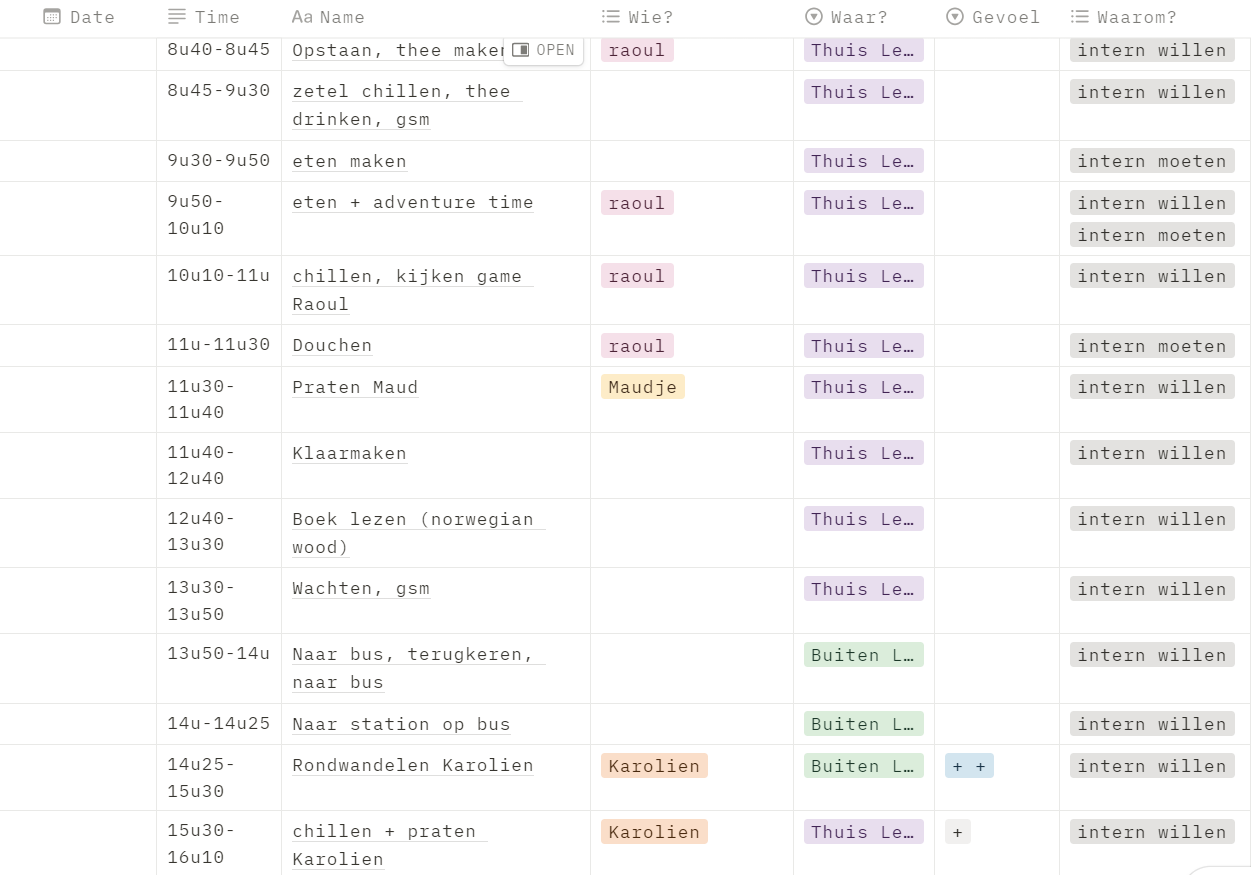 Date Time Aa Name Wie? Waar? Gevoel Waarom?
8u40-8u45 Opstaan, thee maken OPEN raoul Thuis Le… intern willen
8u45-9u30 zetel chillen, thee Thuis Le… intern willen
drinken, gsm
9u30-9u50 eten maken Thuis Le… intern moeten
9u50- eten + adventure time raoul Thuis Le… intern willen
10u10 intern moeten
10u10-11u chillen, kijken game raoul Thuis Le… intern willen
Raoul
11u-11u30 Douchen raoul Thuis Le… intern moeten
11u30- Praten Maud Maudje Thuis Le… intern willen
11u40
11u40- Klaarmaken Thuis Le… intern willen
12u40
12u40- Boek lezen (norwegian Thuis Le… intern willen
13u30 wood)
13u30- Wachten, gsm Thuis Le… intern willen
13u50
13u50-14u Naar bus, terugkeren, Buiten L… intern willen
naar bus
14u-14u25 Naar station op bus Buiten L… intern willen
14u25- Rondwandelen Karolien Karolien Buiten L… + + intern willen
15u30
15u30- chillen + praten Karolien Thuis Le… + intern willen
16u10 Karolien